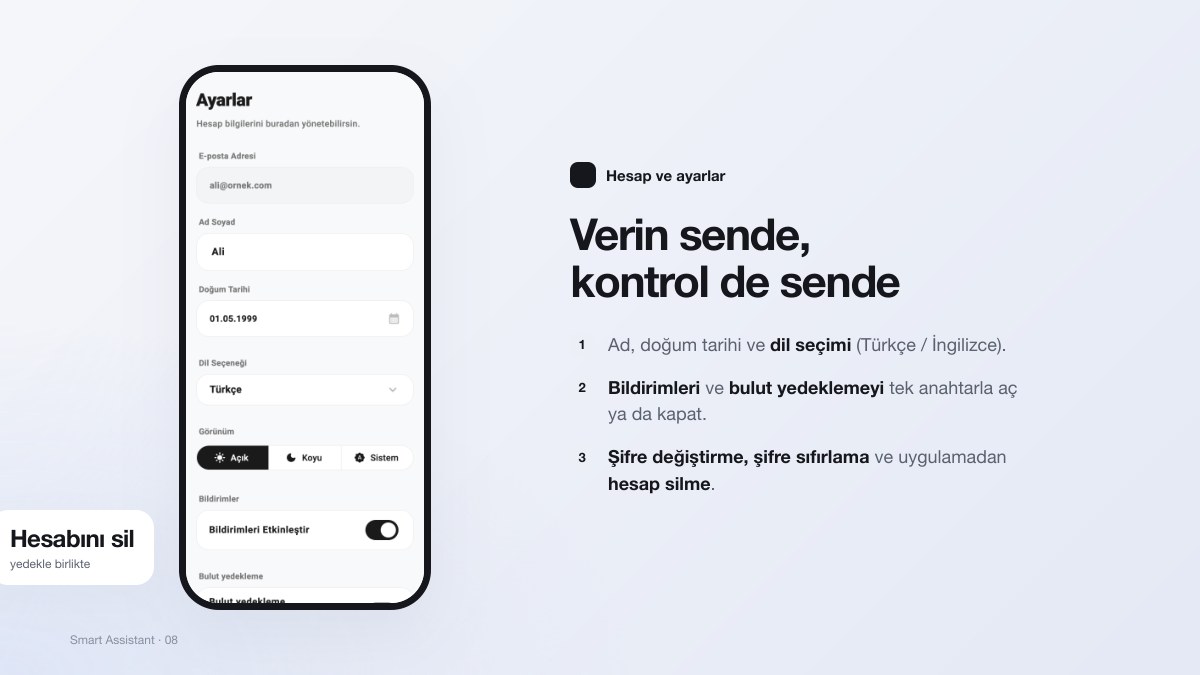 Ayarlar
Hesap bilgilerini buradan yönetebilirsin.
E-posta Adresi
ali@ornek.com
Ad Soyad
Ali
Doğum Tarihi
01.05.1999
Dil Seçeneği
Türkçe
Görünüm
Açık Koyu Sistem
Bildirimler
Bildirimleri Etkinleştir
Bulut yedekleme
Bulut yedekleme
Hesabını sil
yedekle birlikte
Smart Assistant · 08
Hesap ve ayarlar
Verin sende,
kontrol de sende
1 Ad, doğum tarihi ve dil seçimi (Türkçe / İngilizce).
2 Bildirimleri ve bulut yedeklemeyi tek anahtarla aç
ya da kapat.
3 Şifre değiştirme, şifre sıfırlama ve uygulamadan
hesap silme.